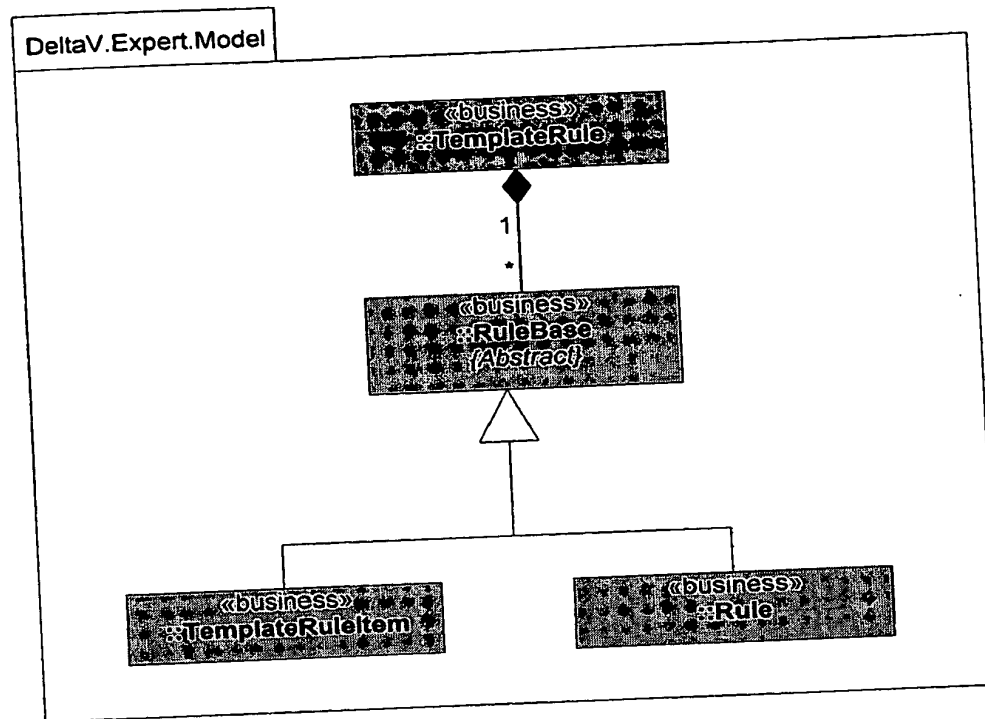 DeltaV.Expert.Model
«business»
::TemplateRule
1
*
«business»
::RuleBase
{Abstract}
«business»
::TemplateRuleItem
«business»
::Rule